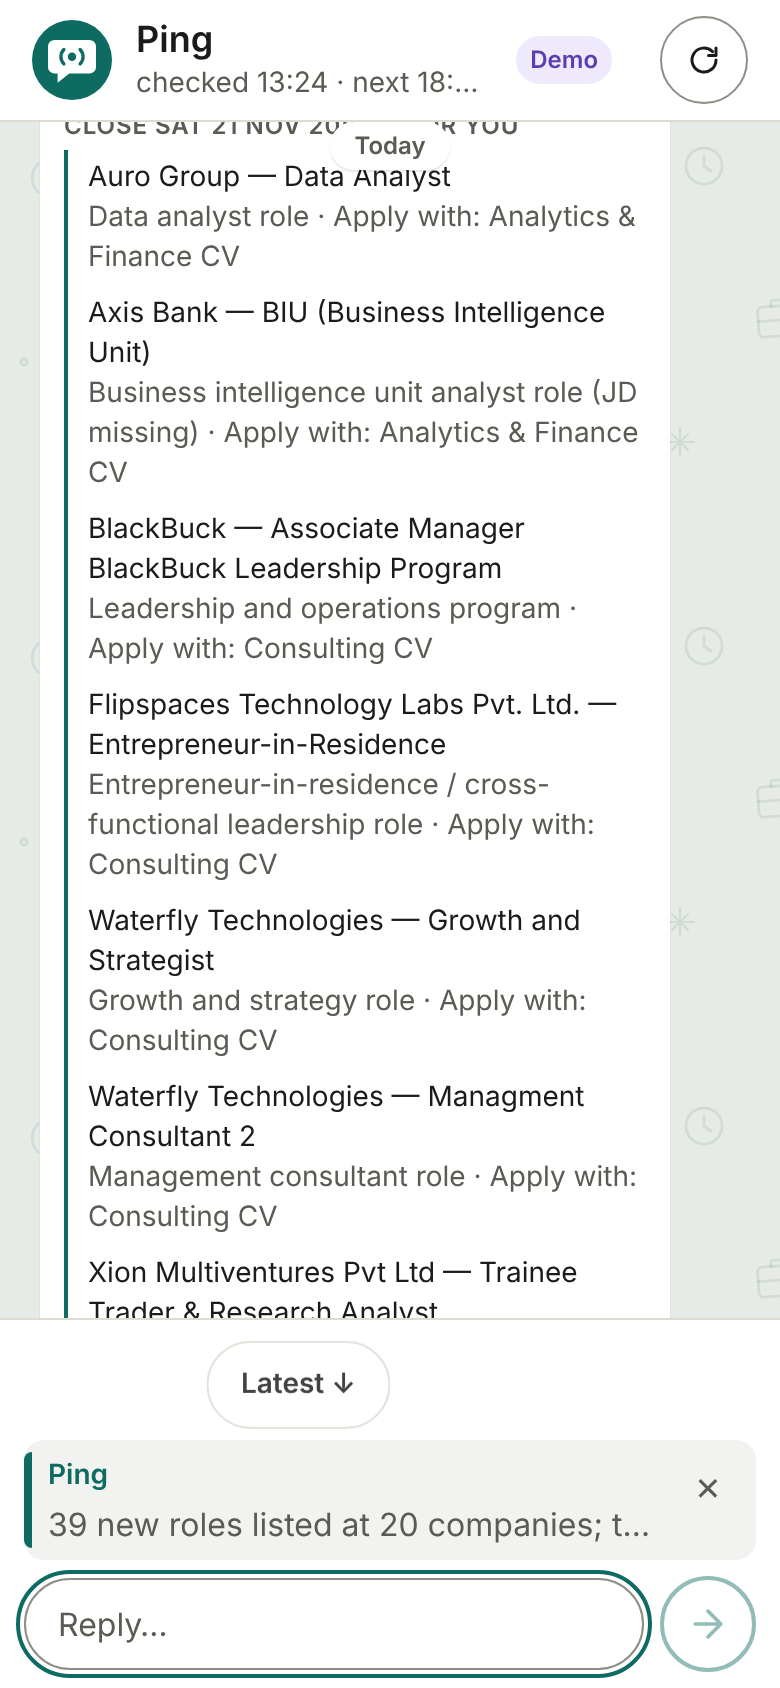 Ping
checked 13:24 · next 18:...
Demo
CLOSE SAT 21 NOV YOU
Today
Auro Group — Data Analyst
Data analyst role · Apply with: Analytics &
Finance CV
Axis Bank — BIU (Business Intelligence
Unit)
Business intelligence unit analyst role (JD
missing) · Apply with: Analytics & Finance
CV
BlackBuck — Associate Manager
BlackBuck Leadership Program
Leadership and operations program ·
Apply with: Consulting CV
Flipspaces Technology Labs Pvt. Ltd. —
Entrepreneur-in-Residence
Entrepreneur-in-residence / cross-
functional leadership role · Apply with:
Consulting CV
Waterfly Technologies — Growth and
Strategist
Growth and strategy role · Apply with:
Consulting CV
Waterfly Technologies — Managment
Consultant 2
Management consultant role · Apply with:
Consulting CV
Xion Multiventures Pvt Ltd — Trainee
Trader & Research Analyst
Latest ↓
Ping
39 new roles listed at 20 companies; t...
Reply...